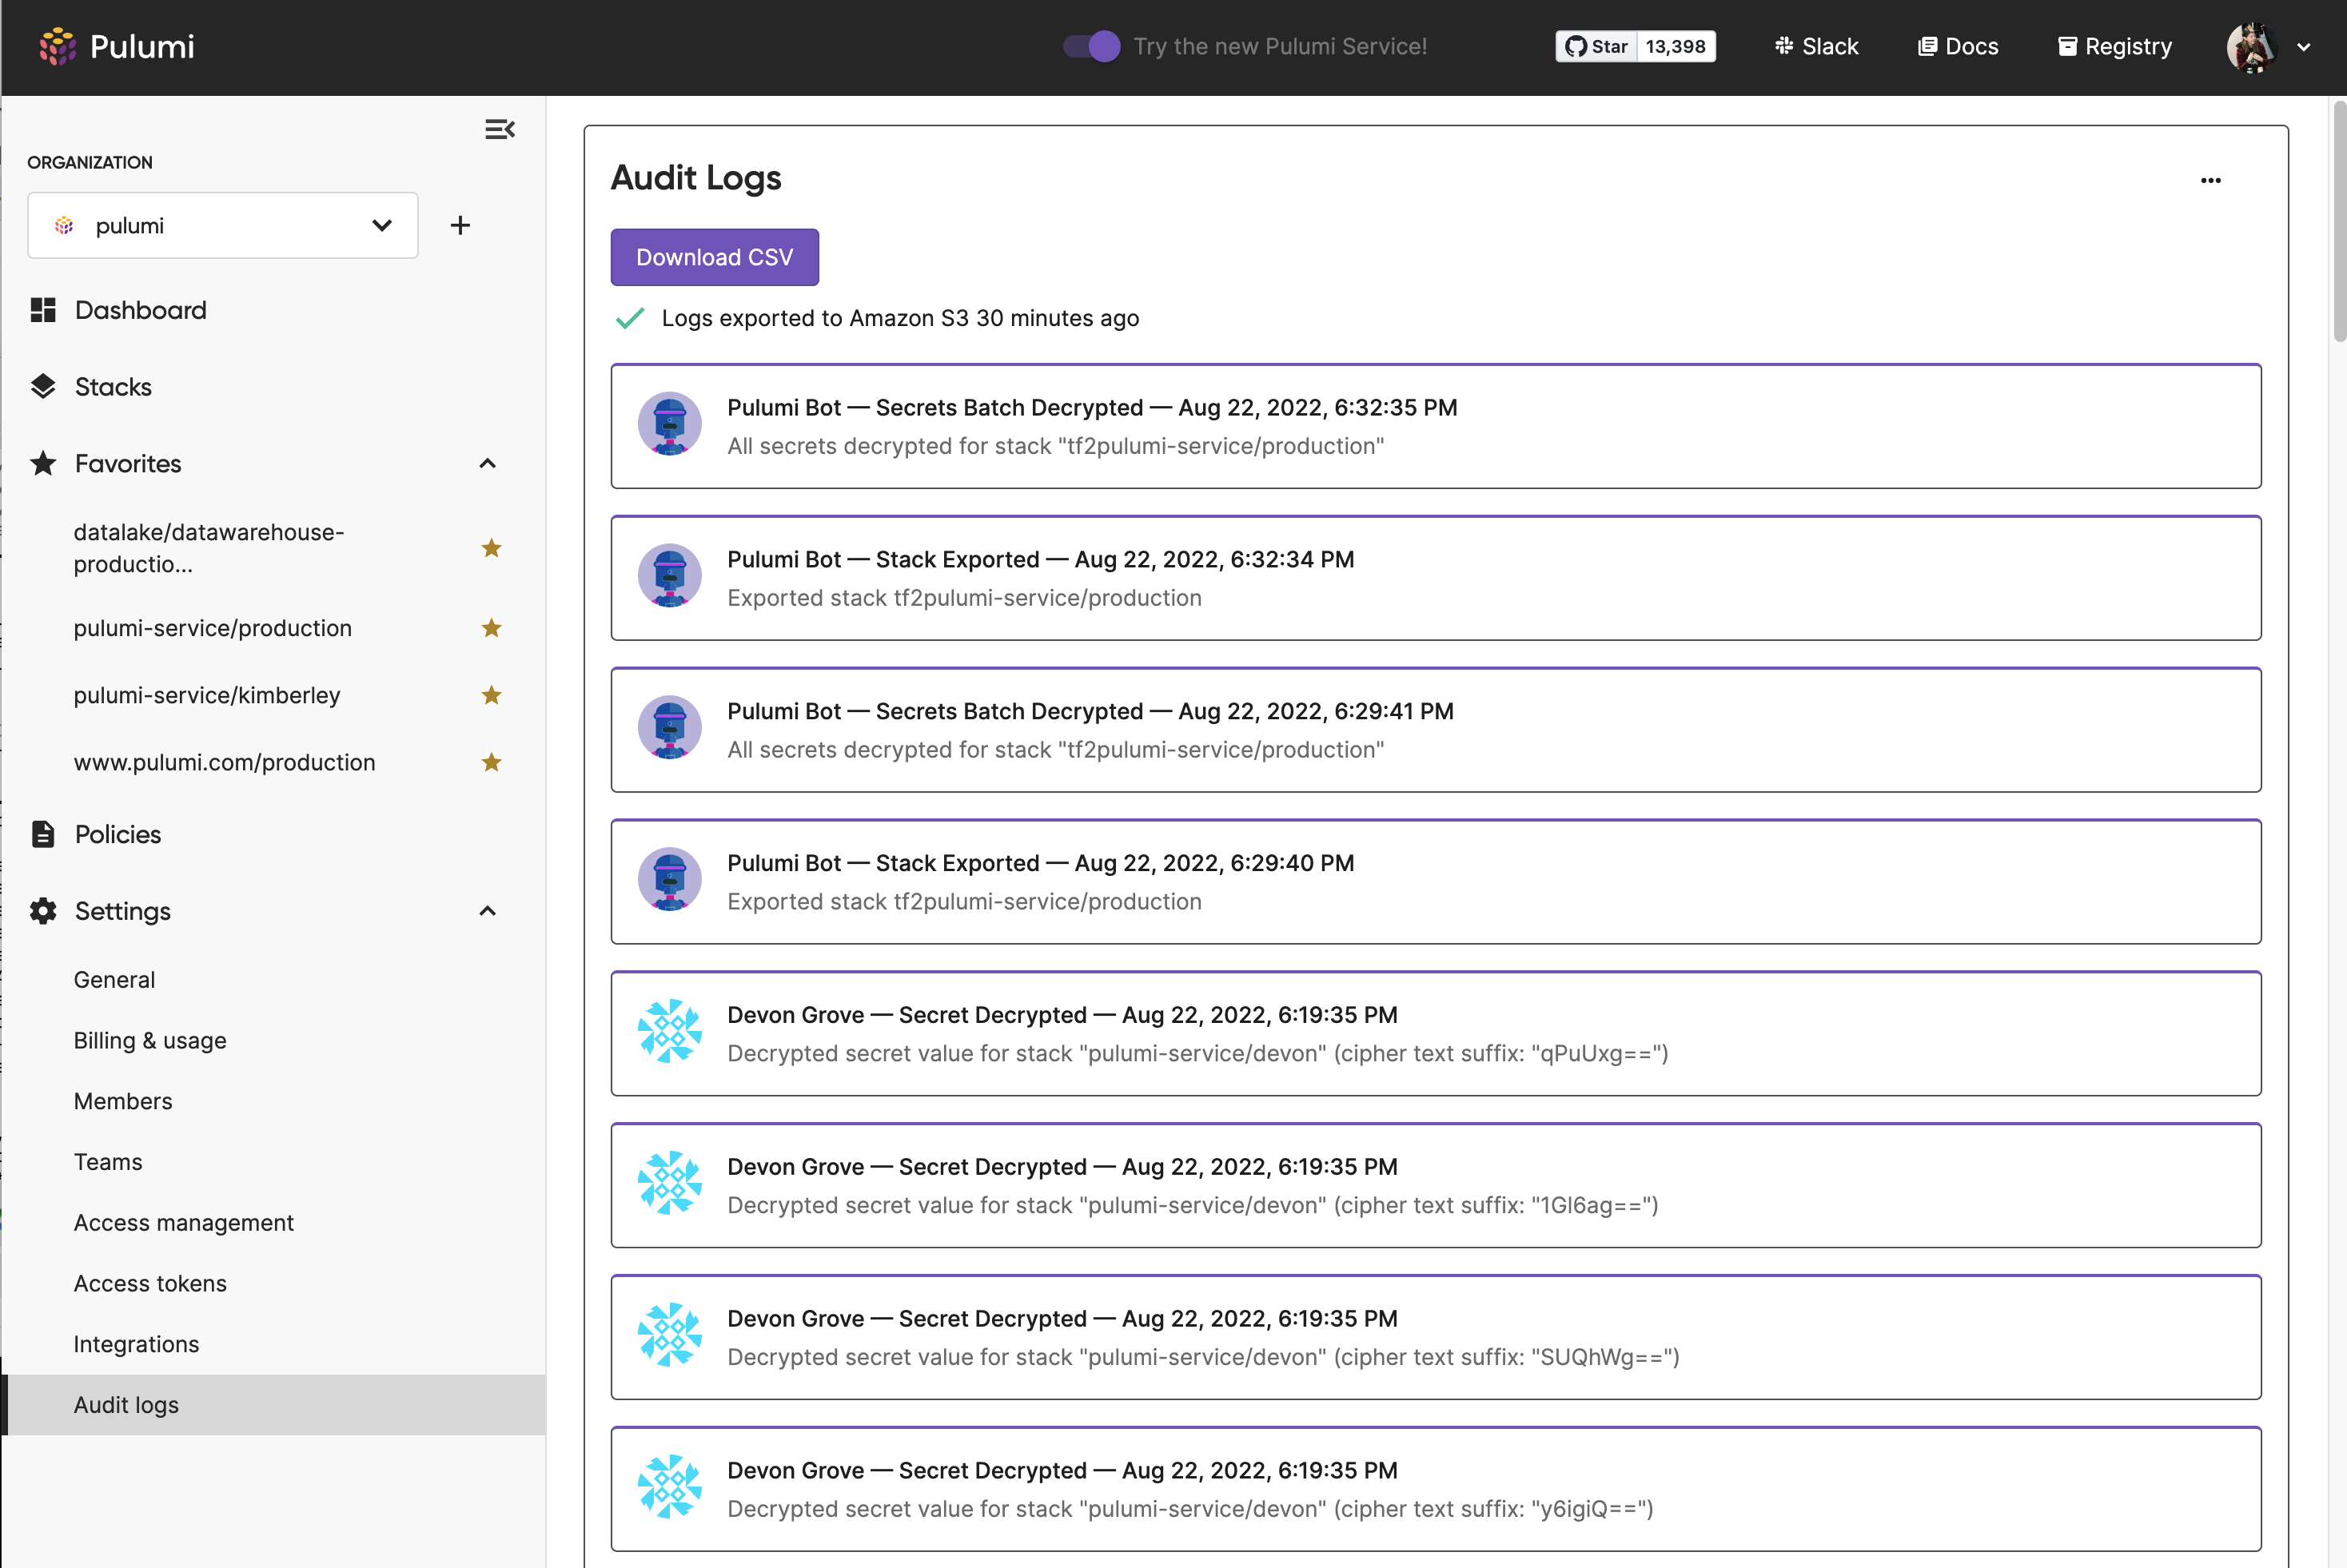 Pulumi
Try the new Pulumi Service!
Star 13,398
Slack
Docs
Registry
ORGANIZATION
pulumi
Dashboard
Stacks
Favorites
datalake/datawarehouse-
productio...
pulumi-service/production
pulumi-service/kimberley
www.pulumi.com/production
Policies
Settings
General
Billing & usage
Members
Teams
Access management
Access tokens
Integrations
Audit logs
Audit Logs
Download CSV
Logs exported to Amazon S3 30 minutes ago
Pulumi Bot — Secrets Batch Decrypted — Aug 22, 2022, 6:32:35 PM
All secrets decrypted for stack "tf2pulumi-service/production"
Pulumi Bot — Stack Exported — Aug 22, 2022, 6:32:34 PM
Exported stack tf2pulumi-service/production
Pulumi Bot — Secrets Batch Decrypted — Aug 22, 2022, 6:29:41 PM
All secrets decrypted for stack "tf2pulumi-service/production"
Pulumi Bot — Stack Exported — Aug 22, 2022, 6:29:40 PM
Exported stack tf2pulumi-service/production
Devon Grove — Secret Decrypted — Aug 22, 2022, 6:19:35 PM
Decrypted secret value for stack "pulumi-service/devon" (cipher text suffix: "qPuUxg==")
Devon Grove — Secret Decrypted — Aug 22, 2022, 6:19:35 PM
Decrypted secret value for stack "pulumi-service/devon" (cipher text suffix: "1Gl6ag==")
Devon Grove — Secret Decrypted — Aug 22, 2022, 6:19:35 PM
Decrypted secret value for stack "pulumi-service/devon" (cipher text suffix: "SUQhWg==")
Devon Grove — Secret Decrypted — Aug 22, 2022, 6:19:35 PM
Decrypted secret value for stack "pulumi-service/devon" (cipher text suffix: "y6igiQ==")